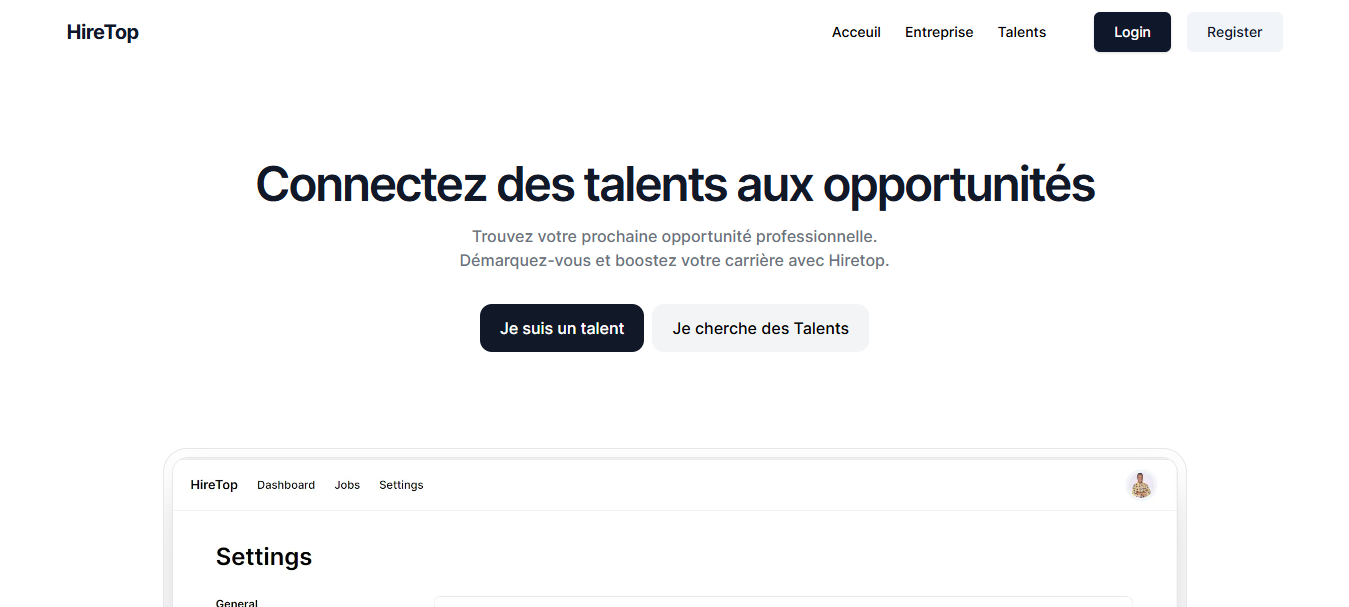 HireTop
Acceuil
Entreprise
Talents
Login
Register
Connectez des talents aux opportunités
Trouvez votre prochaine opportunité professionnelle.
Démarquez-vous et boostez votre carrière avec Hiretop.
Je suis un talent
Je cherche des Talents
HireTop
Dashboard
Jobs
Settings
Settings
General